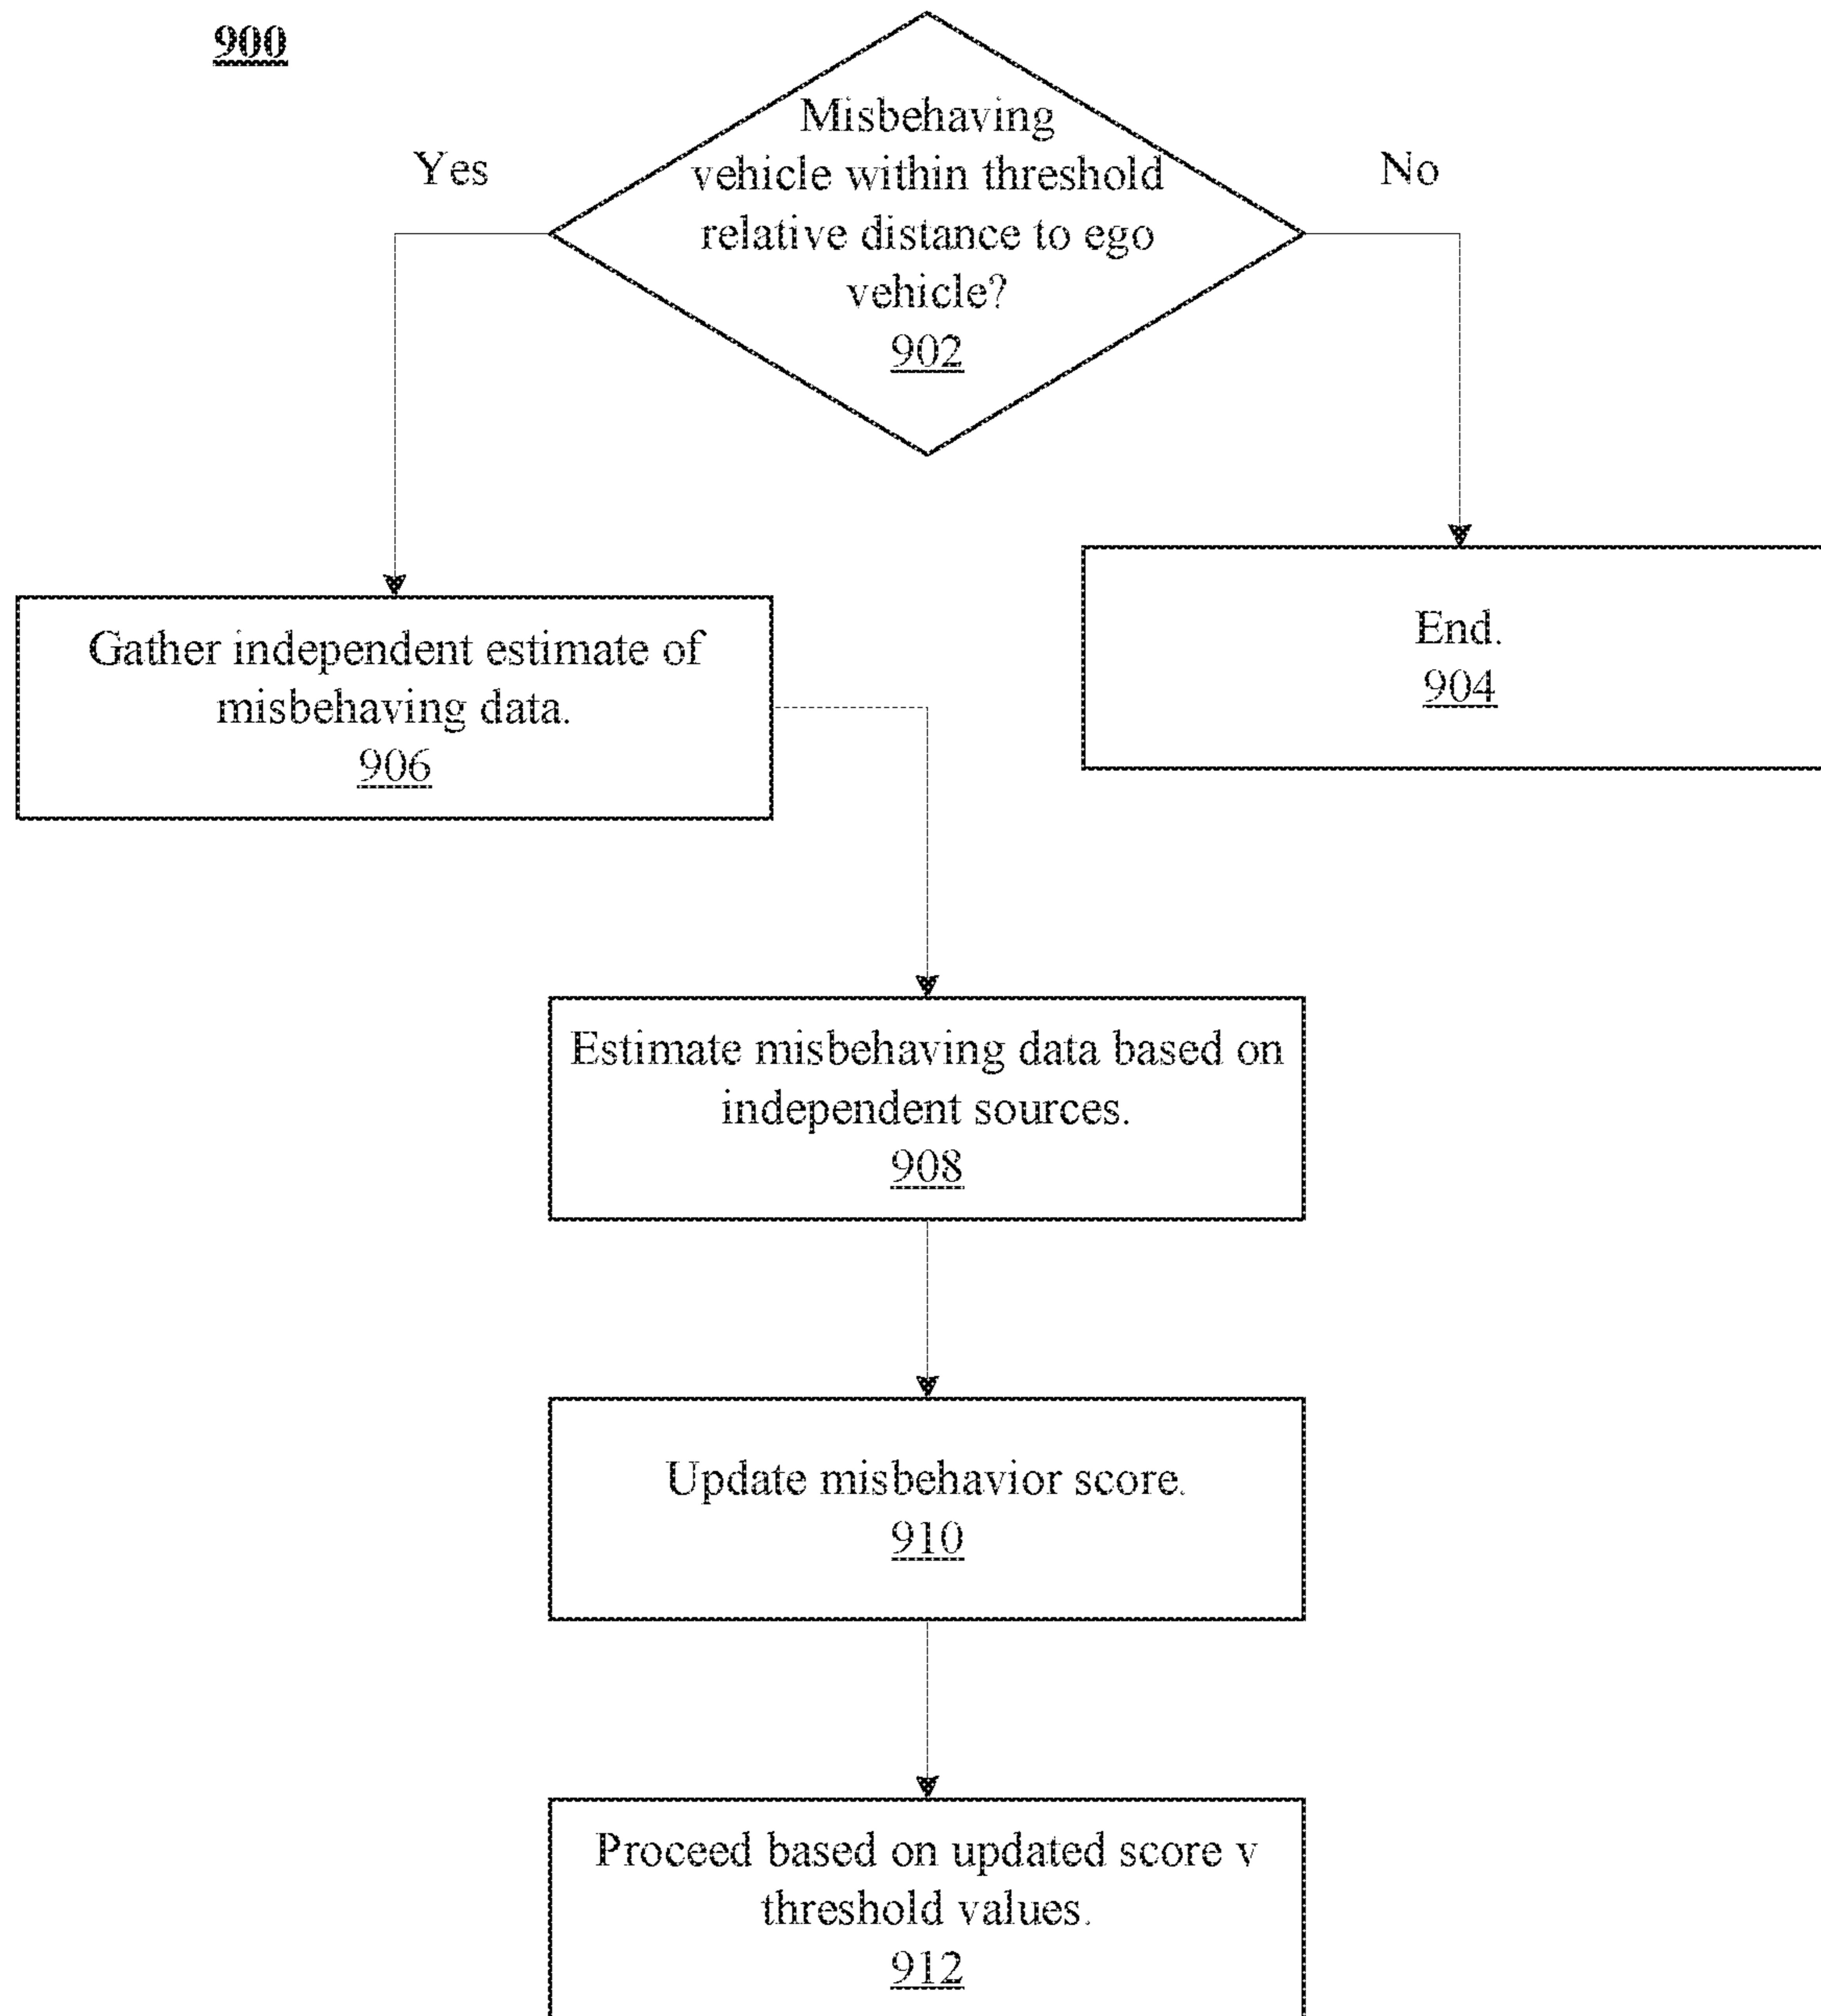 900
Misbehaving
vehicle within threshold
relative distance to ego
vehicle?
902
Yes
No
End.
904
Gather independent estimate of
misbehaving data.
906
Estimate misbehaving data based on
independent sources.
908
Update misbehavior score.
910
Proceed based on updated score v
threshold values.
912